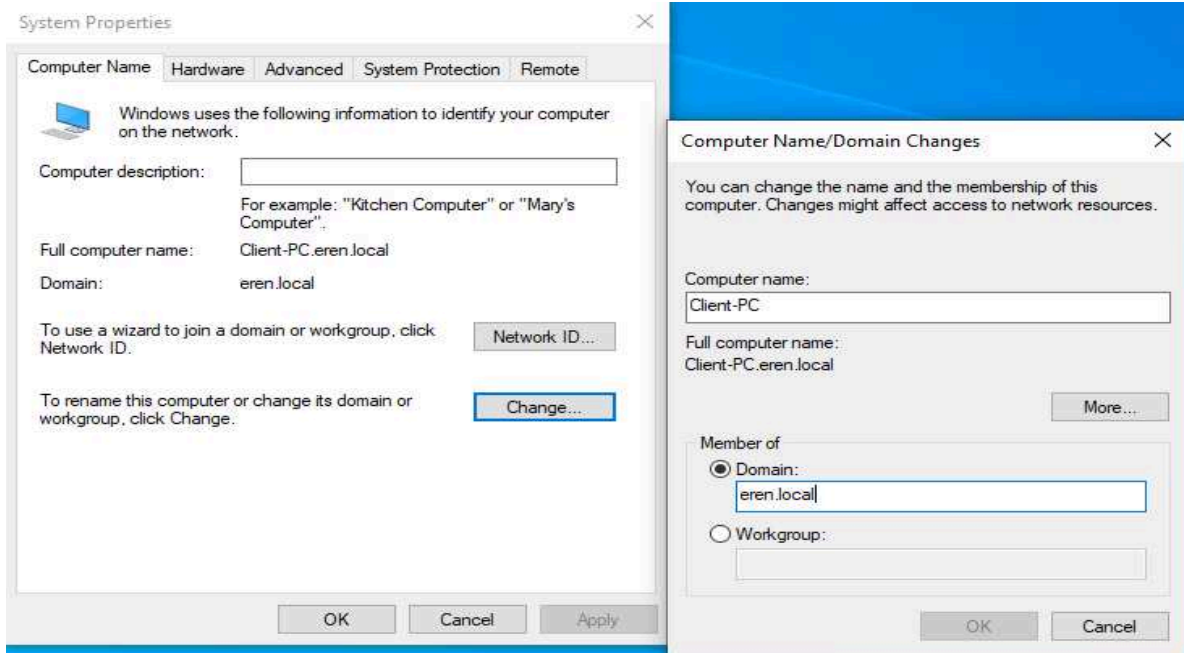 System Properties
Computer Name
Hardware
Advanced
System Protection
Remote
Windows uses the following information to identify your computer
on the network.
Computer description:
For example: "Kitchen Computer" or "Mary's
Computer".
Full computer name:
Client-PC.eren.local
Domain:
eren.local
To use a wizard to join a domain or workgroup, click
Network ID.
Network ID...
To rename this computer or change its domain or
workgroup, click Change.
Change...
OK
Cancel
Apply
Computer Name/Domain Changes
You can change the name and the membership of this
computer. Changes might affect access to network resources.
Computer name:
Client-PC
Full computer name:
Client-PC.eren.local
More...
Member of
Domain:
eren.local
Workgroup:
OK
Cancel